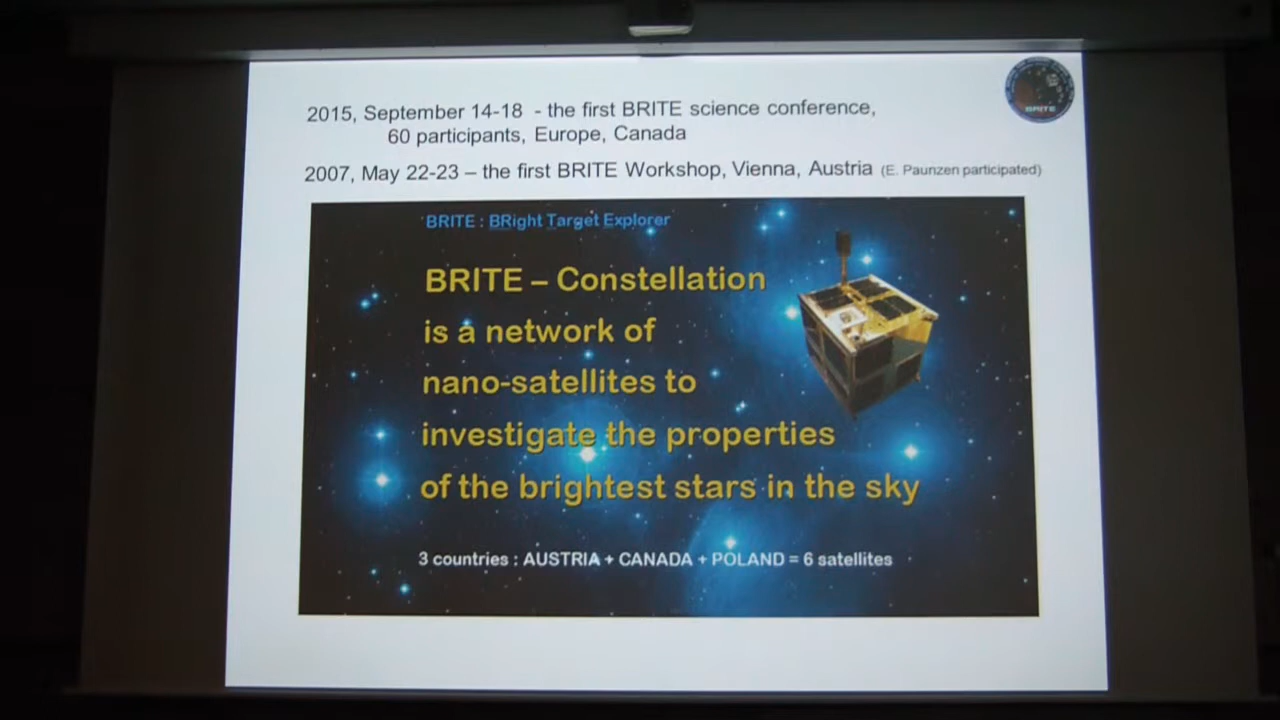 2015, September 14-18 - the first BRITE science conference,
60 participants, Europe, Canada
BRITE
2007, May 22-23 – the first BRITE Workshop, Vienna, Austria (E. Paunzen participated)
BRITE : BRight Target Explorer
BRITE – Constellation
is a network of
nano-satellites to
investigate the properties
of the brightest stars in the sky
3 countries : AUSTRIA + CANADA + POLAND = 6 satellites